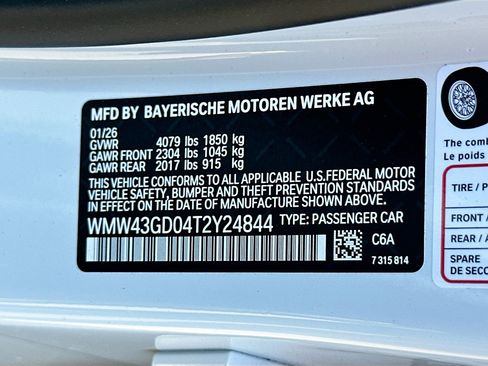 MFD BY BAYERISCHE MOTOREN WERKE AG
01/26
GVWR 4079 lbs 1850 kg
GAWR FRONT 2304 lbs 1045 kg
GAWR REAR 2017 lbs 915 kg
THIS VEHICLE CONFORMS TO ALL APPLICABLE U.S.FEDERAL MOTOR
VEHICLE SAFETY, BUMPER AND THEFT PREVENTION STANDARDS IN
EFFECT ON THE DATE OF MANUFACTURE SHOWN ABOVE.
WMW43GD04T2Y24844 TYPE: PASSENGER CAR
C6A
7 315 814
The comb
Le poids
TIRE / P
FRONT /
REAR / A
SPARE
DE SECO